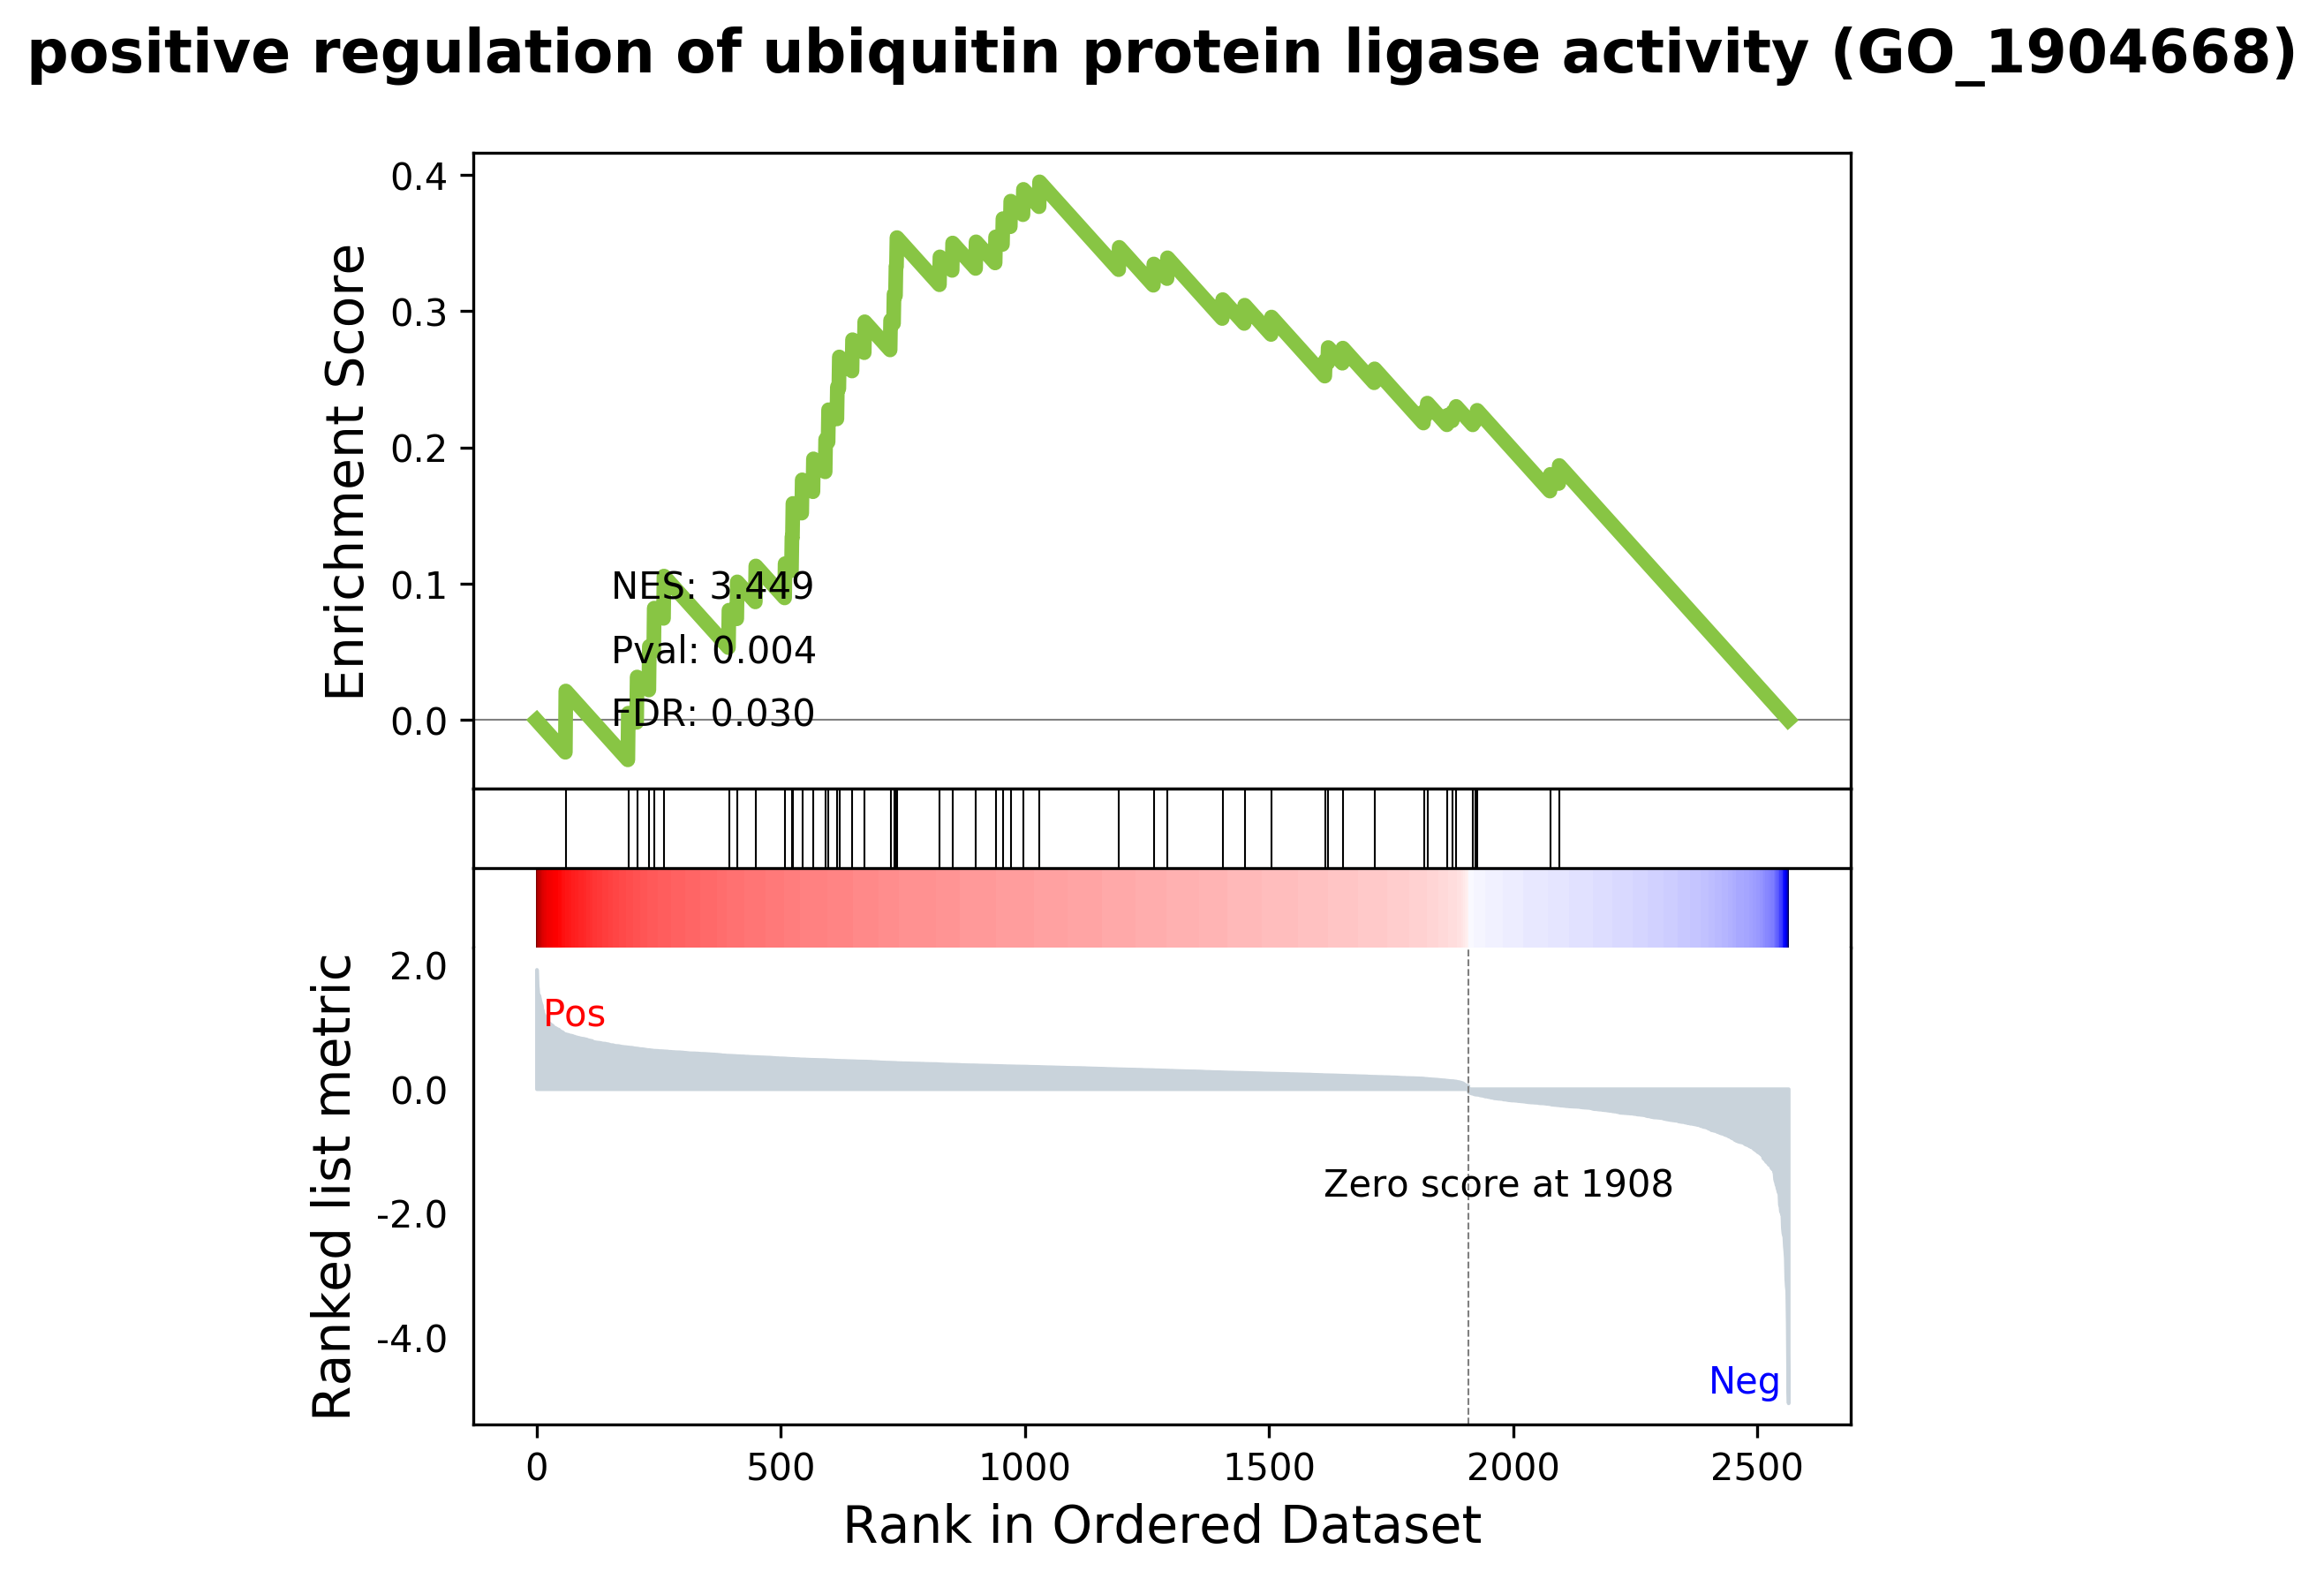 positive regulation of ubiquitin protein ligase activity (GO_1904668)
Enrichment Score
0.4
0.3
0.2
0.1
0.0
NES: 3.449
Pval: 0.004
FDR: 0.030
Ranked list metric
2.0
0.0
-2.0
-4.0
Pos
Zero score at 1908
Neg
0 500 1000 1500 2000 2500
Rank in Ordered Dataset